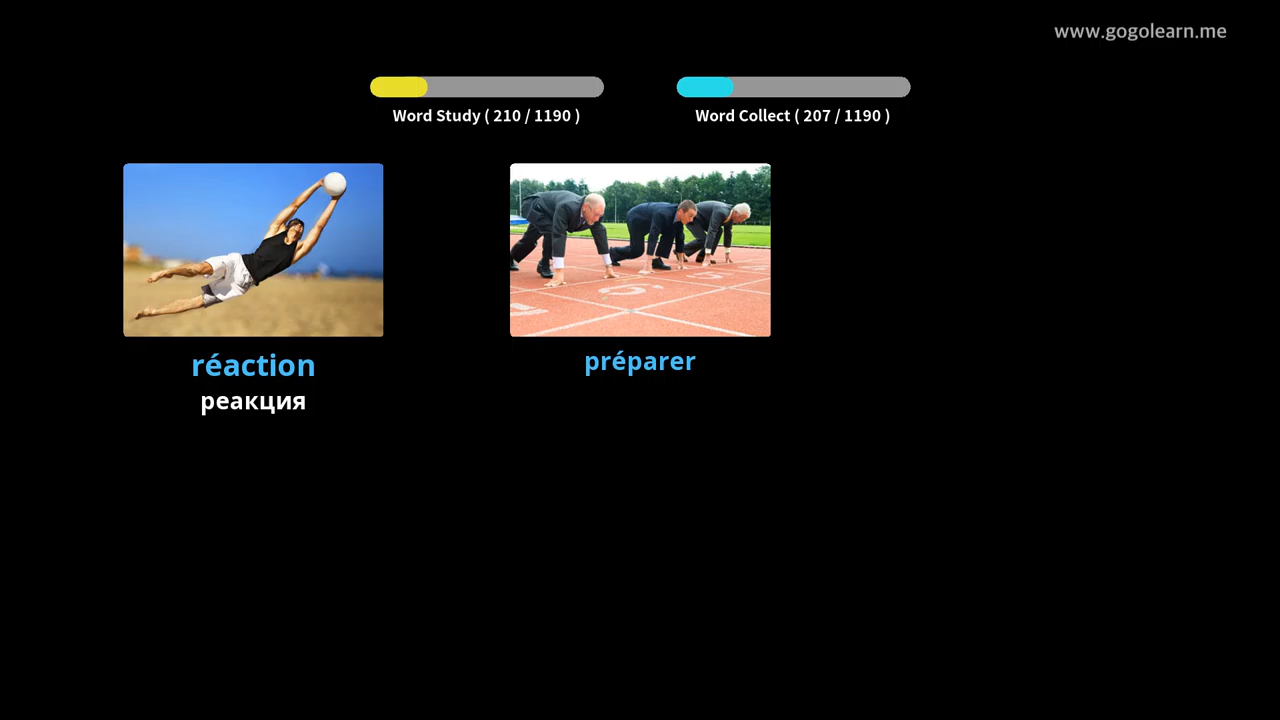 www.gogolearn.me
Word Study ( 210 / 1190 )
Word Collect ( 207 / 1190 )
réaction
реакция
préparer